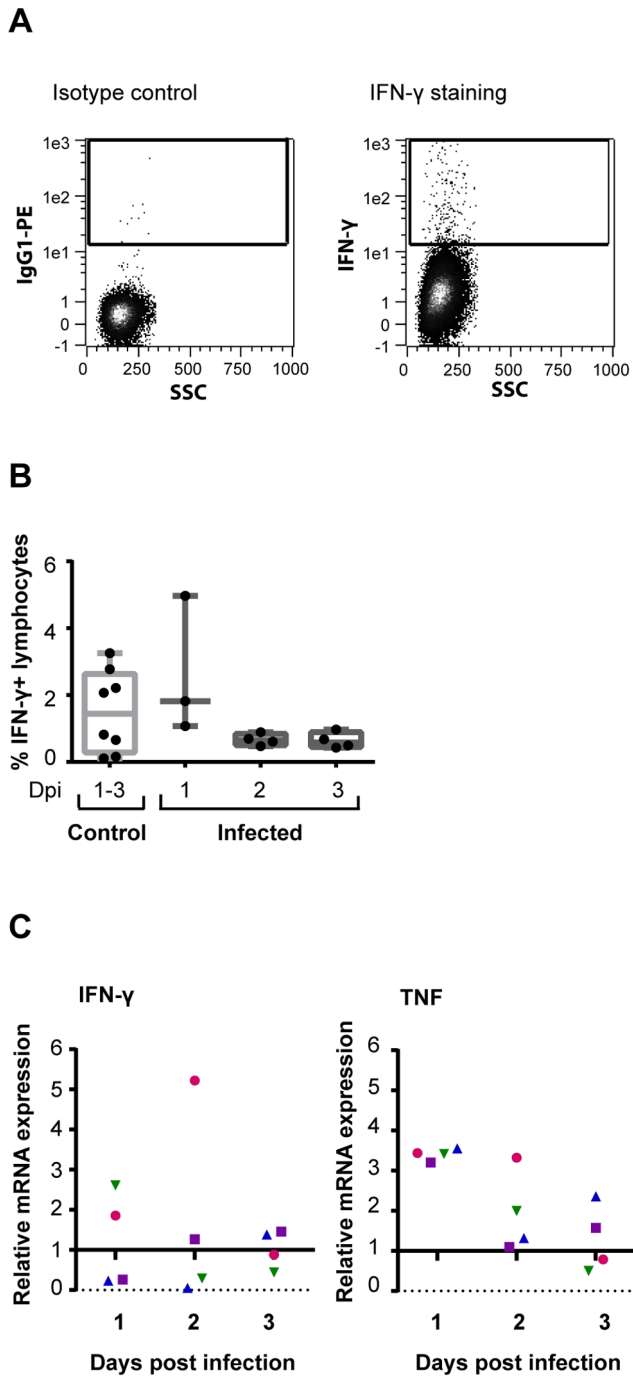 A
Isotype control IFN-γ staining
1e3
1e2
1e1
1
0
-1
IgG1-PE
0 250 500 750 1000
SSC
1e3
1e2
1e1
1
0
-1
IFN-γ
0 250 500 750 1000
SSC
B
6
4
2
0
% IFN-γ+ lymphocytes
Dpi 1-3 1 2 3
Control Infected
C
IFN-γ TNF
6
5
4
3
2
1
0
Relative mRNA expression
1 2 3
Days post infection
6
5
4
3
2
1
0
Relative mRNA expression
1 2 3
Days post infection